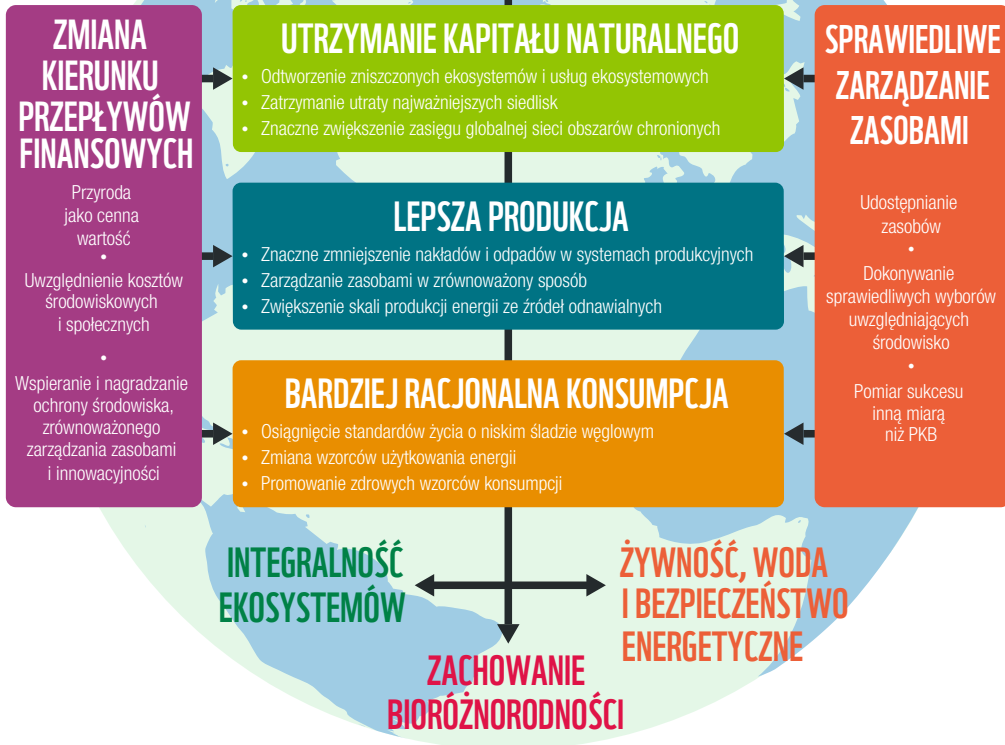 ZMIANA
KIERUNKU
PRZEPŁYWÓW
FINANSOWYCH
Przyroda
jako cenna
wartość
•
Uwzględnienie kosztów
środowiskowych
i społecznych
•
Wspieranie i nagradzanie
ochrony środowiska,
zrównoważonego
zarządzania zasobami
i innowacyjności
UTRZYMANIE KAPITAŁU NATURALNEGO
• Odtworzenie zniszczonych ekosystemów i usług ekosystemowych
• Zatrzymanie utraty najważniejszych siedlisk
• Znaczne zwiększenie zasięgu globalnej sieci obszarów chronionych
LEPSZA PRODUKCJA
• Znaczne zmniejszenie nakładów i odpadów w systemach produkcyjnych
• Zarządzanie zasobami w zrównoważony sposób
• Zwiększenie skali produkcji energii ze źródeł odnawialnych
BARDZIEJ RACJONALNA KONSUMPCJA
• Osiągnięcie standardów życia o niskim śladzie węglowym
• Zmiana wzorców użytkowania energii
• Promowanie zdrowych wzorców konsumpcji
SPRAWIEDLIWE
ZARZĄDZANIE
ZASOBAMI
Udostępnianie
zasobów
•
Dokonywanie
sprawiedliwych wyborów
uwzględniających
środowisko
•
Pomiar sukcesu
inną miarą
niż PKB
INTEGRALNOŚĆ
EKOSYSTEMÓW
ŻYWNOŚĆ, WODA
I BEZPIECZEŃSTWO
ENERGETYCZNE
ZACHOWANIE
BIORÓŻNORODNOŚCI